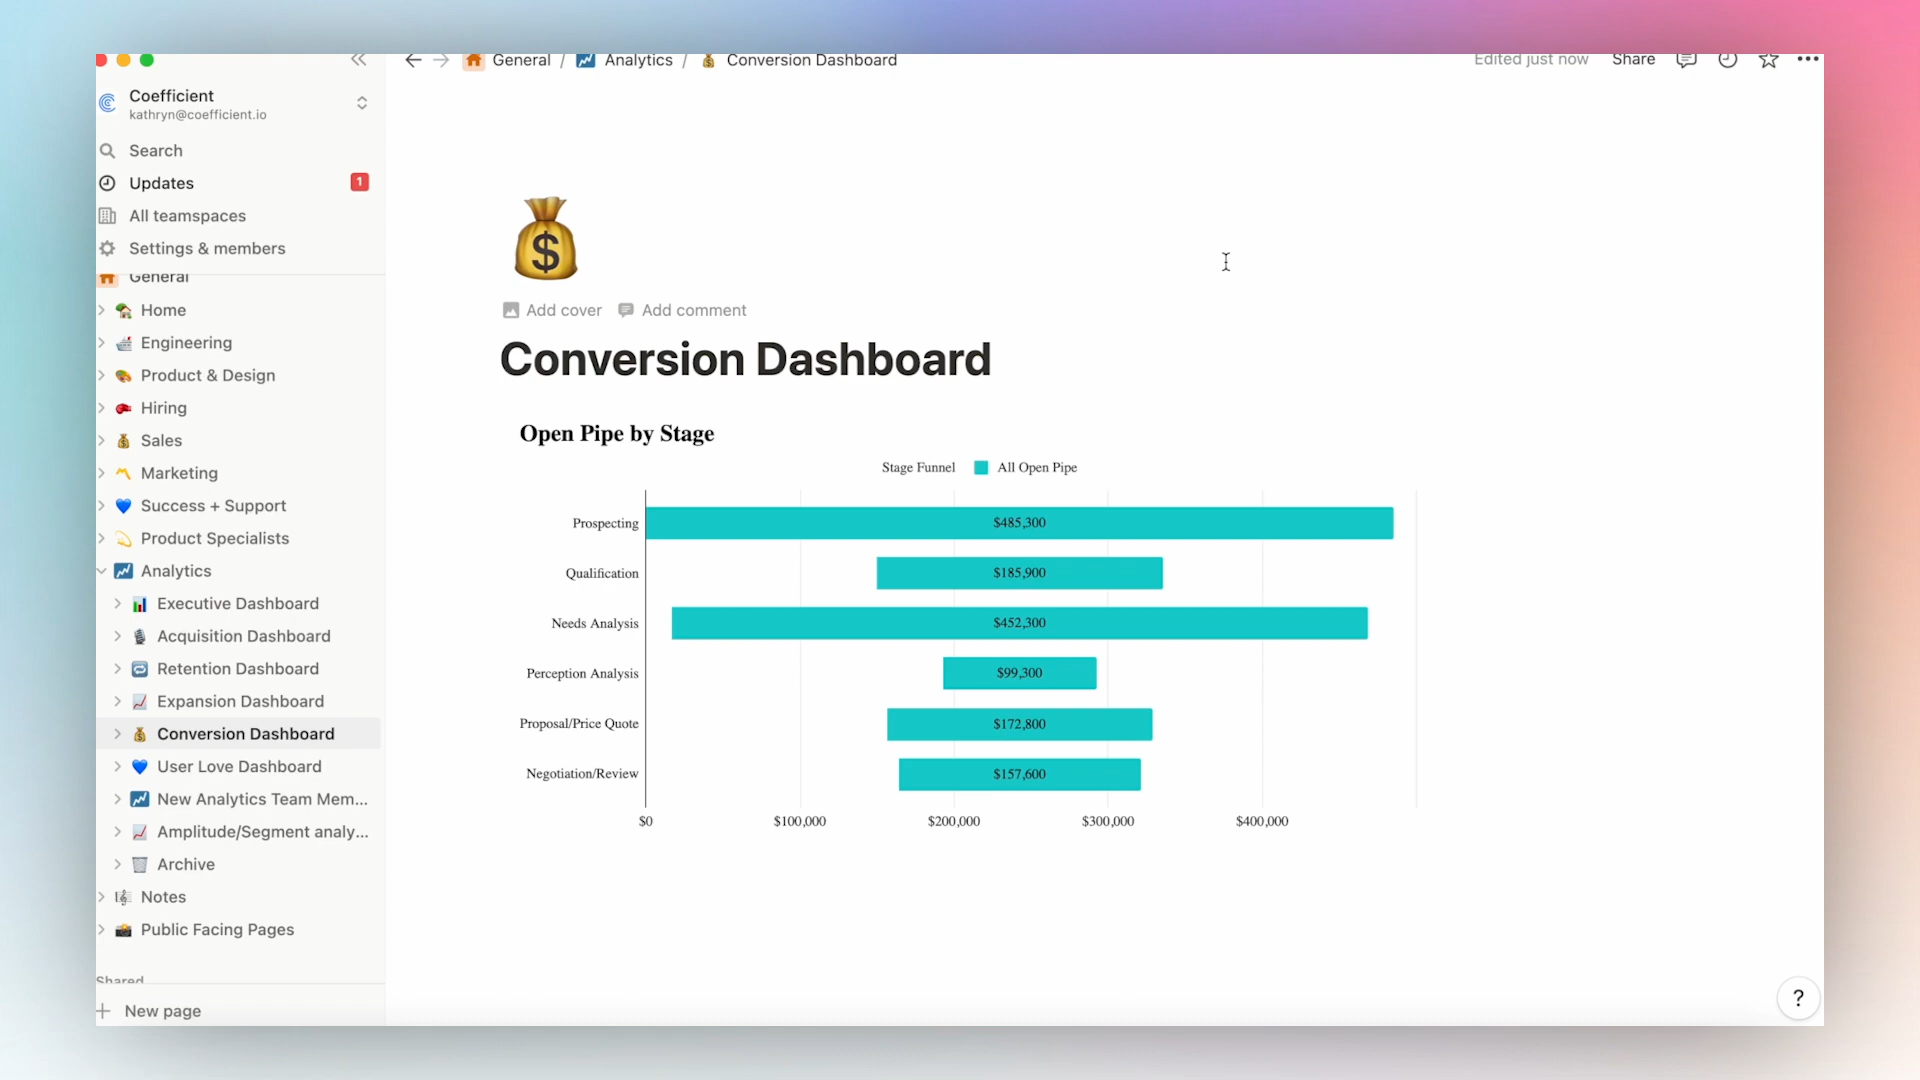 General / Analytics / Conversion Dashboard
Edited just now
Share
Coefficient
kathryn@coefficient.io
Search
Updates
1
All teamspaces
Settings & members
General
Home
Engineering
Product & Design
Hiring
Sales
Marketing
Success + Support
Product Specialists
Analytics
Executive Dashboard
Acquisition Dashboard
Retention Dashboard
Expansion Dashboard
Conversion Dashboard
User Love Dashboard
New Analytics Team Mem...
Amplitude/Segment analy...
Archive
Notes
Public Facing Pages
Shared
New page
$
Add cover
Add comment
Conversion Dashboard
Open Pipe by Stage
Stage Funnel
All Open Pipe
Prospecting $485,300
Qualification $185,900
Needs Analysis $452,300
Perception Analysis $99,300
Proposal/Price Quote $172,800
Negotiation/Review $157,600
$0 $100,000 $200,000 $300,000 $400,000
?